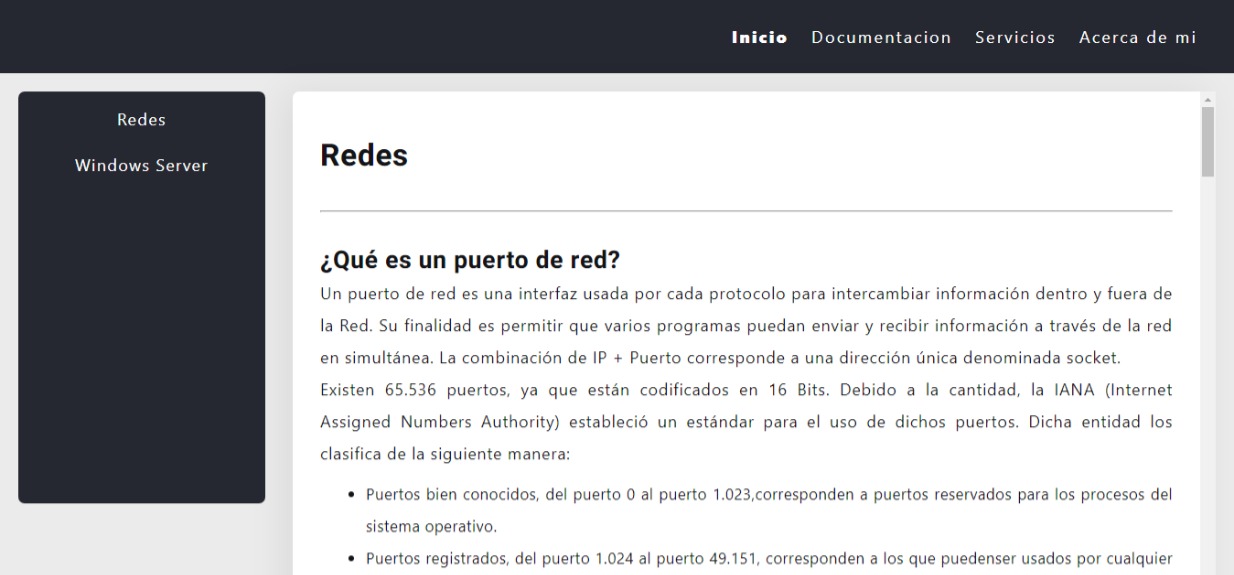 Inicio Documentacion Servicios Acerca de mi
Redes
Windows Server
Redes
¿Qué es un puerto de red?
Un puerto de red es una interfaz usada por cada protocolo para intercambiar información dentro y fuera de
la Red. Su finalidad es permitir que varios programas puedan enviar y recibir información a través de la red
en simultánea. La combinación de IP + Puerto corresponde a una dirección única denominada socket.
Existen 65.536 puertos, ya que están codificados en 16 Bits. Debido a la cantidad, la IANA (Internet
Assigned Numbers Authority) estableció un estándar para el uso de dichos puertos. Dicha entidad los
clasifica de la siguiente manera:
• Puertos bien conocidos, del puerto 0 al puerto 1.023,corresponden a puertos reservados para los procesos del
sistema operativo.
• Puertos registrados, del puerto 1.024 al puerto 49.151, corresponden a los que puedenser usados por cualquier